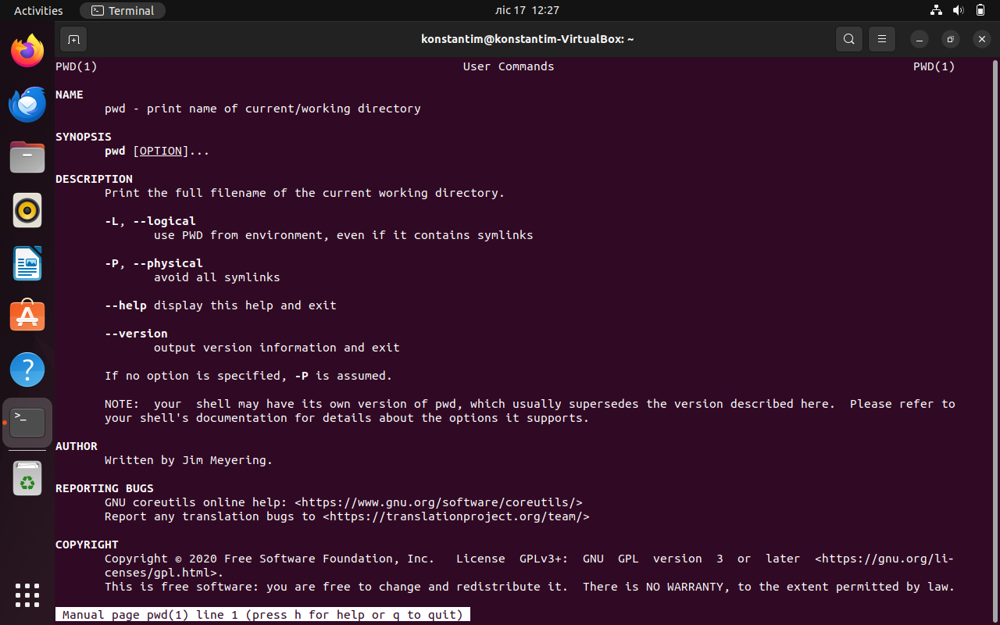 Activities Terminal ліс 17 12:27
konstantim@konstantim-VirtualBox: ~
PWD(1) User Commands PWD(1)
NAME
pwd - print name of current/working directory
SYNOPSIS
pwd [OPTION]...
DESCRIPTION
Print the full filename of the current working directory.
-L, --logical
use PWD from environment, even if it contains symlinks
-P, --physical
avoid all symlinks
--help display this help and exit
--version
output version information and exit
If no option is specified, -P is assumed.
NOTE: your shell may have its own version of pwd, which usually supersedes the version described here. Please refer to
your shell's documentation for details about the options it supports.
AUTHOR
Written by Jim Meyering.
REPORTING BUGS
GNU coreutils online help: <https://www.gnu.org/software/coreutils/>
Report any translation bugs to <https://translationproject.org/team/>
COPYRIGHT
Copyright © 2020 Free Software Foundation, Inc. License GPLv3+: GNU GPL version 3 or later <https://gnu.org/li-
censes/gpl.html>.
This is free software: you are free to change and redistribute it. There is NO WARRANTY, to the extent permitted by law.
Manual page pwd(1) line 1 (press h for help or q to quit)